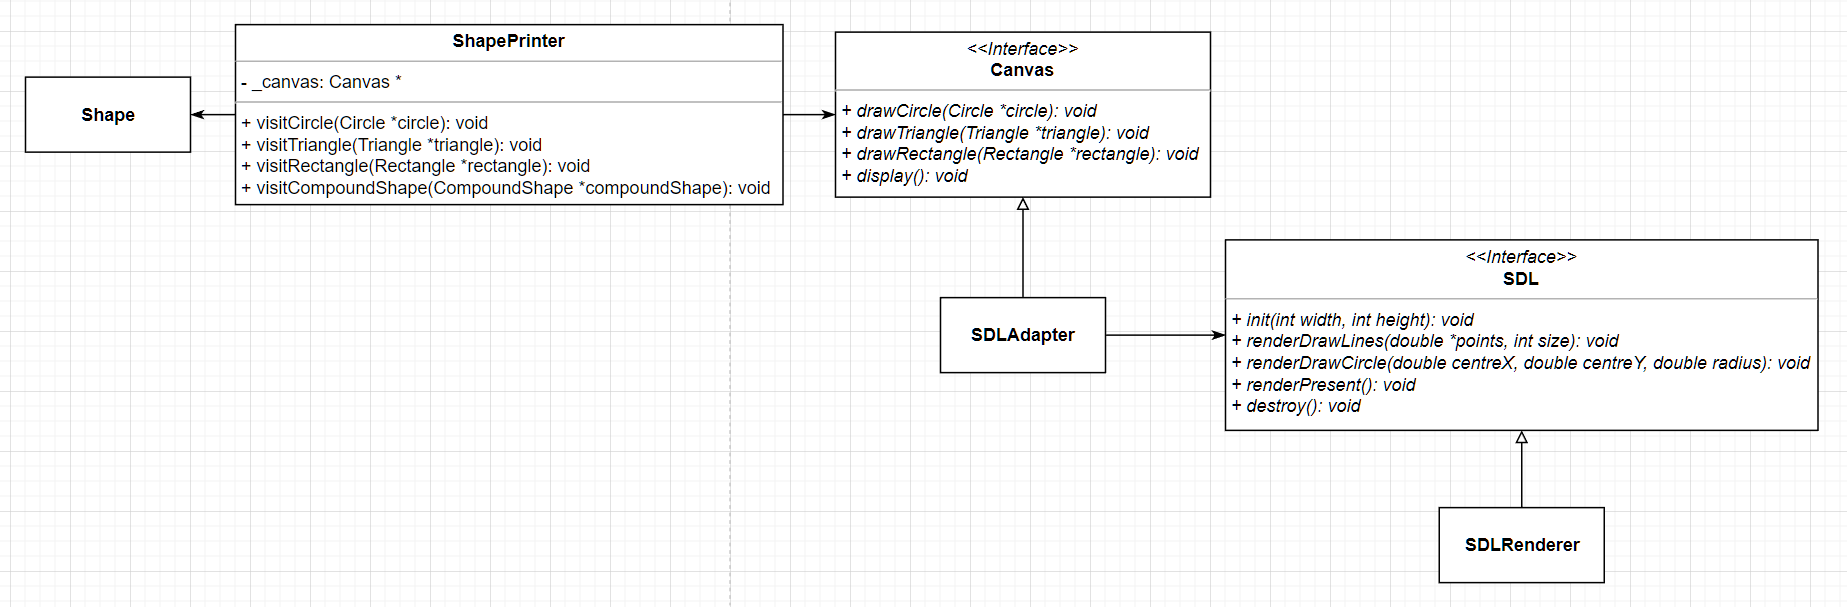 Shape
ShapePrinter
- _canvas: Canvas *
+ visitCircle(Circle *circle): void
+ visitTriangle(Triangle *triangle): void
+ visitRectangle(Rectangle *rectangle): void
+ visitCompoundShape(CompoundShape *compoundShape): void
<<Interface>>
Canvas
+ drawCircle(Circle *circle): void
+ drawTriangle(Triangle *triangle): void
+ drawRectangle(Rectangle *rectangle): void
+ display(): void
SDLAdapter
<<Interface>>
SDL
+ init(int width, int height): void
+ renderDrawLines(double *points, int size): void
+ renderDrawCircle(double centreX, double centreY, double radius): void
+ renderPresent(): void
+ destroy(): void
SDLRenderer